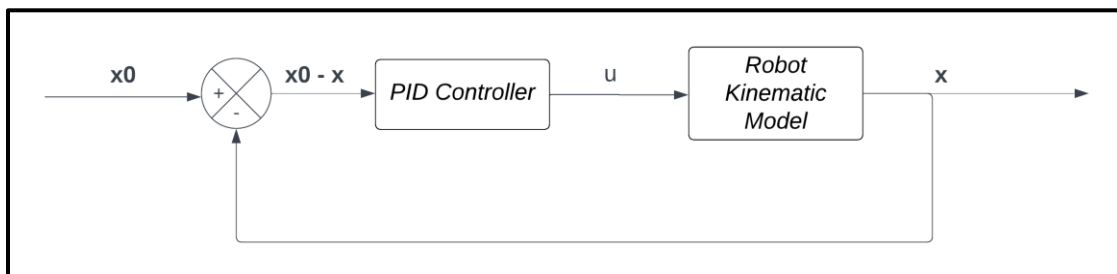 x0
+
-
x0 - x
PID Controller
u
Robot
Kinematic
Model
x